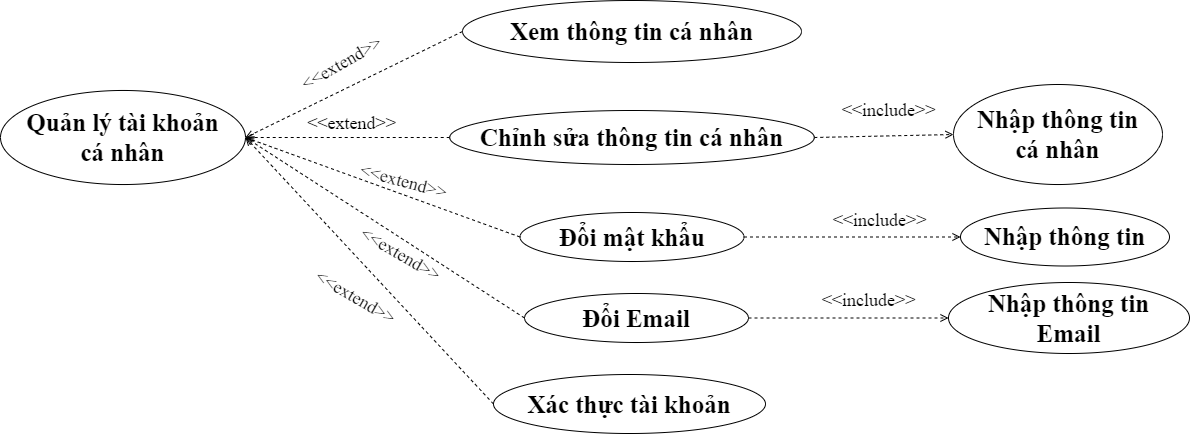 Xem thông tin cá nhân
<<extend>>
Quản lý tài khoản
cá nhân
<<extend>>
Chỉnh sửa thông tin cá nhân
<<include>>
Nhập thông tin
cá nhân
<<extend>>
Đổi mật khẩu
<<include>>
Nhập thông tin
<<extend>>
Đổi Email
<<include>>
Nhập thông tin
Email
<<extend>>
Xác thực tài khoản